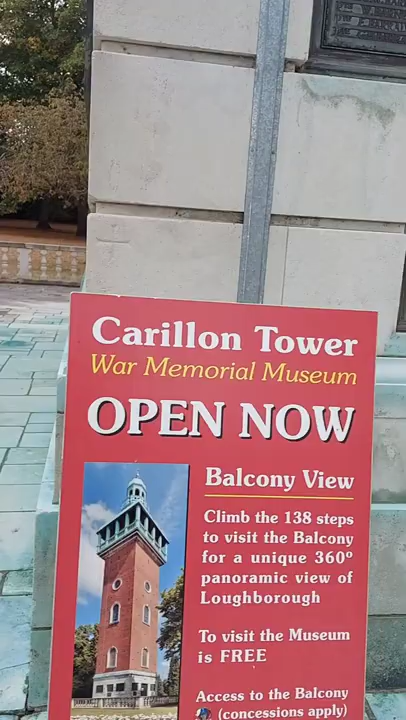 Carillon Tower
War Memorial Museum
OPEN NOW
Balcony View
Climb the 138 steps
to visit the Balcony
for a unique 360º
panoramic view of
Loughborough
To visit the Museum
is FREE
Access to the Balcony
(concessions apply)